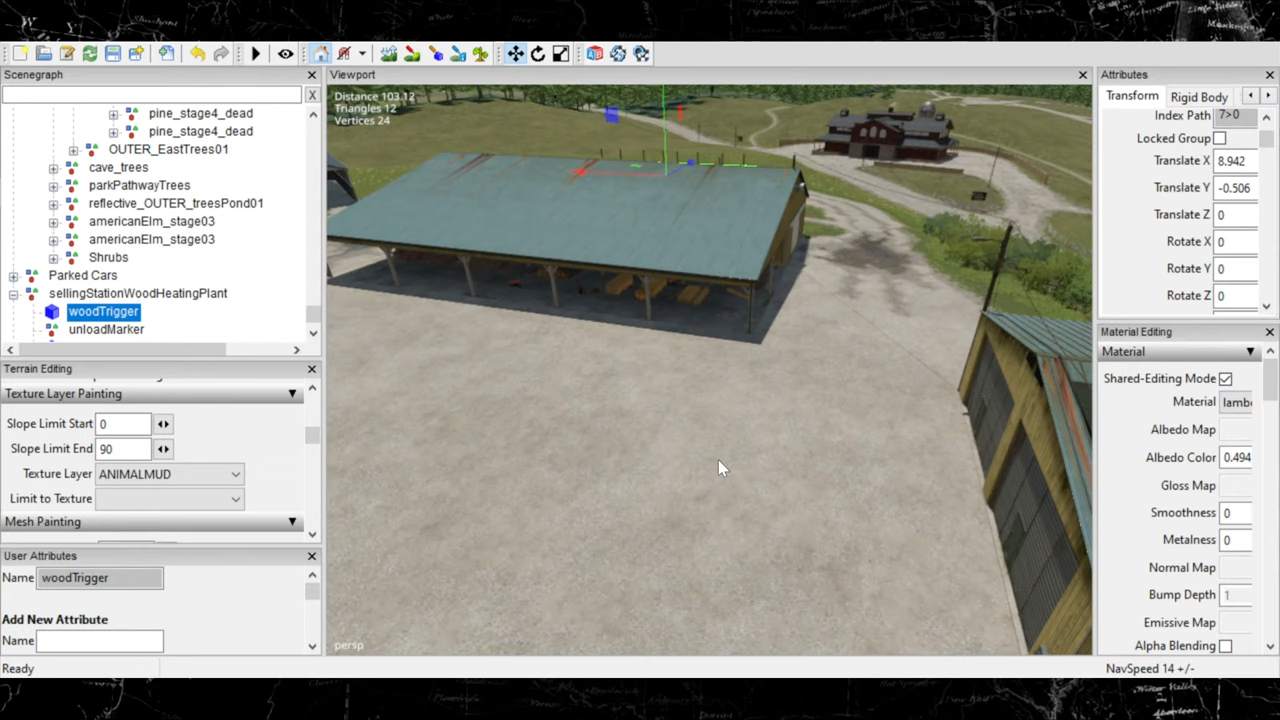 Scenegraph
X
pine_stage4_dead
pine_stage4_dead
OUTER_EastTrees01
cave_trees
parkPathwayTrees
reflective_OUTER_treesPond01
americanElm_stage03
americanElm_stage03
Shrubs
Parked Cars
sellingStationWoodHeatingPlant
woodTrigger
unloadMarker
Terrain Editing
Texture Layer Painting
Slope Limit Start 0
Slope Limit End 90
Texture Layer ANIMALMUD
Limit to Texture
Mesh Painting
User Attributes
Name woodTrigger
Add New Attribute
Name
Ready
Viewport
Distance 103.12
Triangles 12
Vertices 24
persp
Attributes
Transform Rigid Body
Index Path 7>0
Locked Group
Translate X 8.942
Translate Y -0.506
Translate Z 0
Rotate X 0
Rotate Y 0
Rotate Z 0
Material Editing
Material
Shared-Editing Mode
Material lambe
Albedo Map
Albedo Color 0.494
Gloss Map
Smoothness 0
Metalness 0
Normal Map
Bump Depth 1
Emissive Map
Alpha Blending
NavSpeed 14 +/-